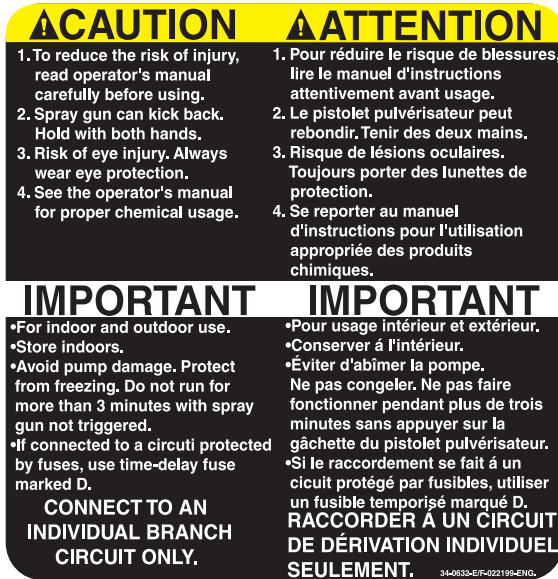 ⚠CAUTION
1. To reduce the risk of injury,
read operator's manual
carefully before using.
2. Spray gun can kick back.
Hold with both hands.
3. Risk of eye injury. Always
wear eye protection.
4. See the operator's manual
for proper chemical usage.
⚠ATTENTION
1. Pour réduire le risque de blessures,
lire le manuel d'instructions
attentivement avant usage.
2. Le pistolet pulvérisateur peut
rebondir. Tenir des deux mains.
3. Risque de lésions oculaires.
Toujours porter des lunettes de
protection.
4. Se reporter au manuel
d'instructions pour l'utilisation
appropriée des produits
chimiques.
IMPORTANT
•For indoor and outdoor use.
•Store indoors.
•Avoid pump damage. Protect
from freezing. Do not run for
more than 3 minutes with spray
gun not triggered.
•If connected to a circuti protected
by fuses, use time-delay fuse
marked D.
CONNECT TO AN
INDIVIDUAL BRANCH
CIRCUIT ONLY.
IMPORTANT
•Pour usage intérieur et extérieur.
•Conserver á l'intérieur.
•Éviter d'abîmer la pompe.
Ne pas congeler. Ne pas faire
fonctionner pendant plus de trois
minutes sans appuyer sur la
gâchette du pistolet pulvérisateur.
•Si le raccordement se fait á un
cicuit protégé par fusibles, utiliser
un fusible temporisé marqué D.
RACCORDER Á UN CIRCUIT
DE DÉRIVATION INDIVIDUEL
SEULEMENT.
34-0632-E/F-022199-ENG.